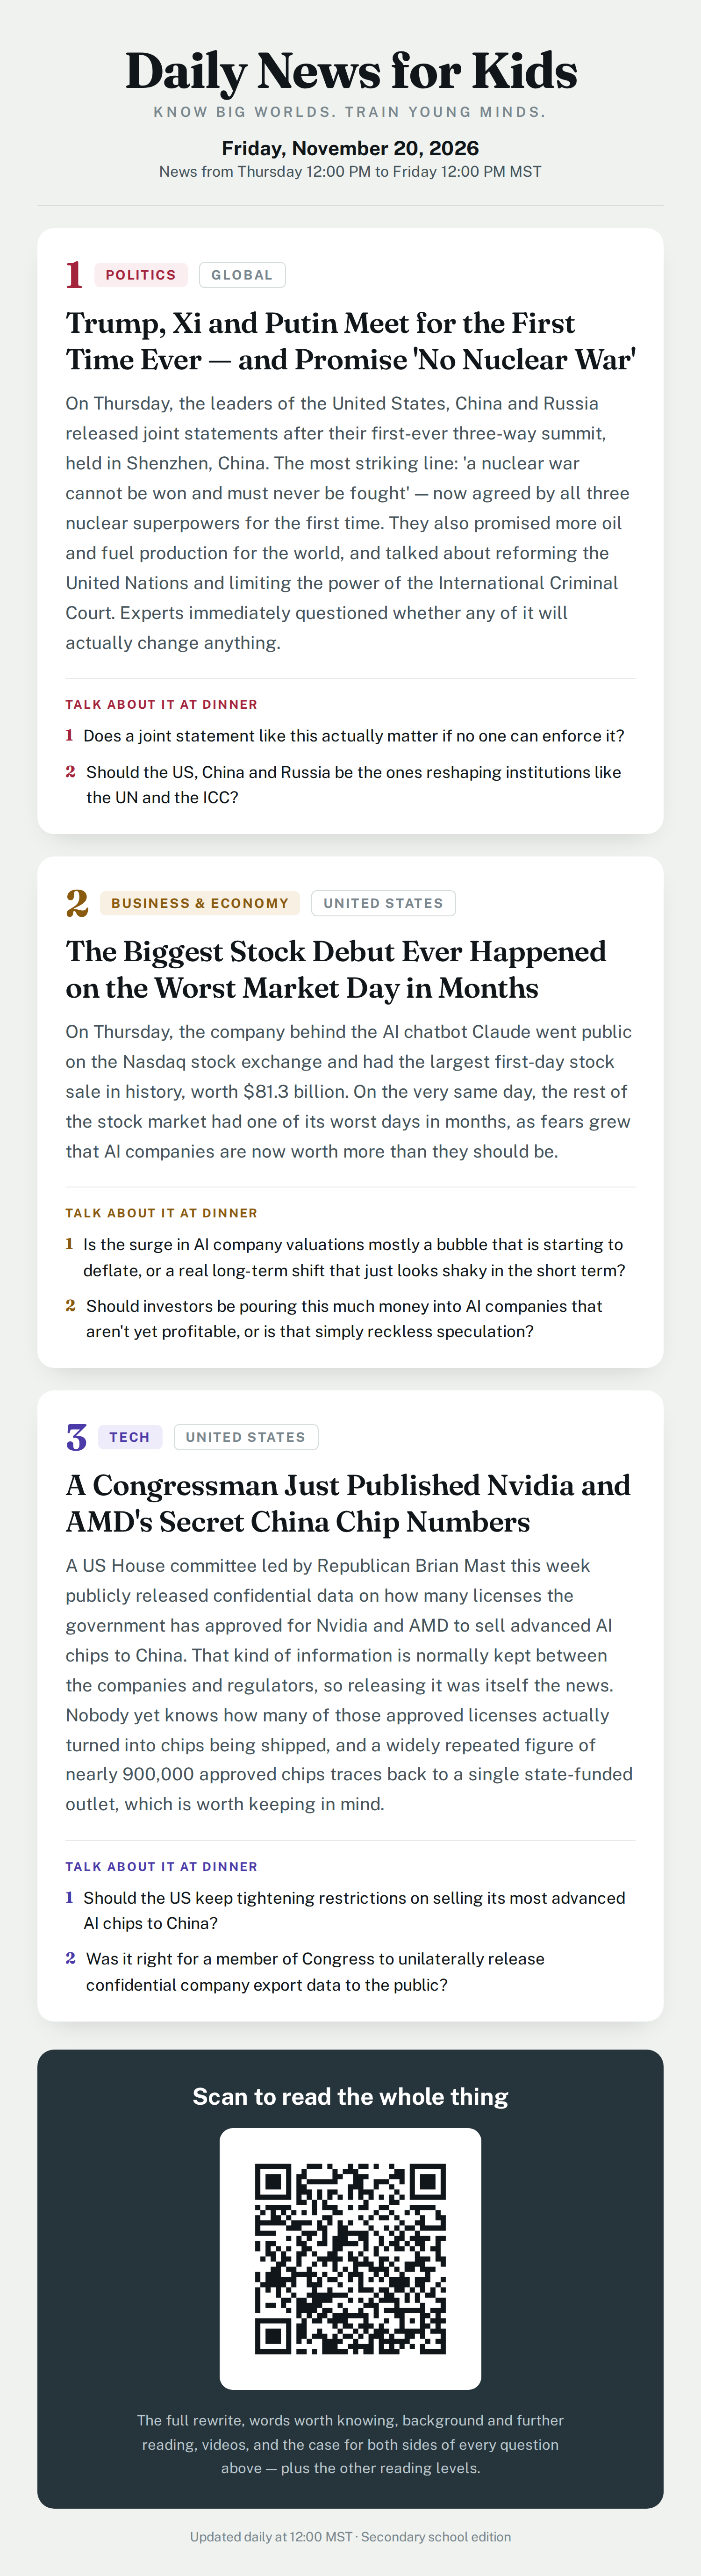 Daily News for Kids
KNOW BIG WORLDS. TRAIN YOUNG MINDS.
Friday, November 20, 2026
News from Thursday 12:00 PM to Friday 12:00 PM MST
1 POLITICS GLOBAL
Trump, Xi and Putin Meet for the First
Time Ever — and Promise 'No Nuclear War'
On Thursday, the leaders of the United States, China and Russia
released joint statements after their first-ever three-way summit,
held in Shenzhen, China. The most striking line: 'a nuclear war
cannot be won and must never be fought' — now agreed by all three
nuclear superpowers for the first time. They also promised more oil
and fuel production for the world, and talked about reforming the
United Nations and limiting the power of the International Criminal
Court. Experts immediately questioned whether any of it will
actually change anything.
TALK ABOUT IT AT DINNER
1 Does a joint statement like this actually matter if no one can enforce it?
2 Should the US, China and Russia be the ones reshaping institutions like
the UN and the ICC?
2 BUSINESS & ECONOMY UNITED STATES
The Biggest Stock Debut Ever Happened
on the Worst Market Day in Months
On Thursday, the company behind the AI chatbot Claude went public
on the Nasdaq stock exchange and had the largest first-day stock
sale in history, worth $81.3 billion. On the very same day, the rest of
the stock market had one of its worst days in months, as fears grew
that AI companies are now worth more than they should be.
TALK ABOUT IT AT DINNER
1 Is the surge in AI company valuations mostly a bubble that is starting to
deflate, or a real long-term shift that just looks shaky in the short term?
2 Should investors be pouring this much money into AI companies that
aren't yet profitable, or is that simply reckless speculation?
3 TECH UNITED STATES
A Congressman Just Published Nvidia and
AMD's Secret China Chip Numbers
A US House committee led by Republican Brian Mast this week
publicly released confidential data on how many licenses the
government has approved for Nvidia and AMD to sell advanced AI
chips to China. That kind of information is normally kept between
the companies and regulators, so releasing it was itself the news.
Nobody yet knows how many of those approved licenses actually
turned into chips being shipped, and a widely repeated figure of
nearly 900,000 approved chips traces back to a single state-funded
outlet, which is worth keeping in mind.
TALK ABOUT IT AT DINNER
1 Should the US keep tightening restrictions on selling its most advanced
AI chips to China?
2 Was it right for a member of Congress to unilaterally release
confidential company export data to the public?
Scan to read the whole thing
The full rewrite, words worth knowing, background and further
reading, videos, and the case for both sides of every question
above — plus the other reading levels.
Updated daily at 12:00 MST · Secondary school edition